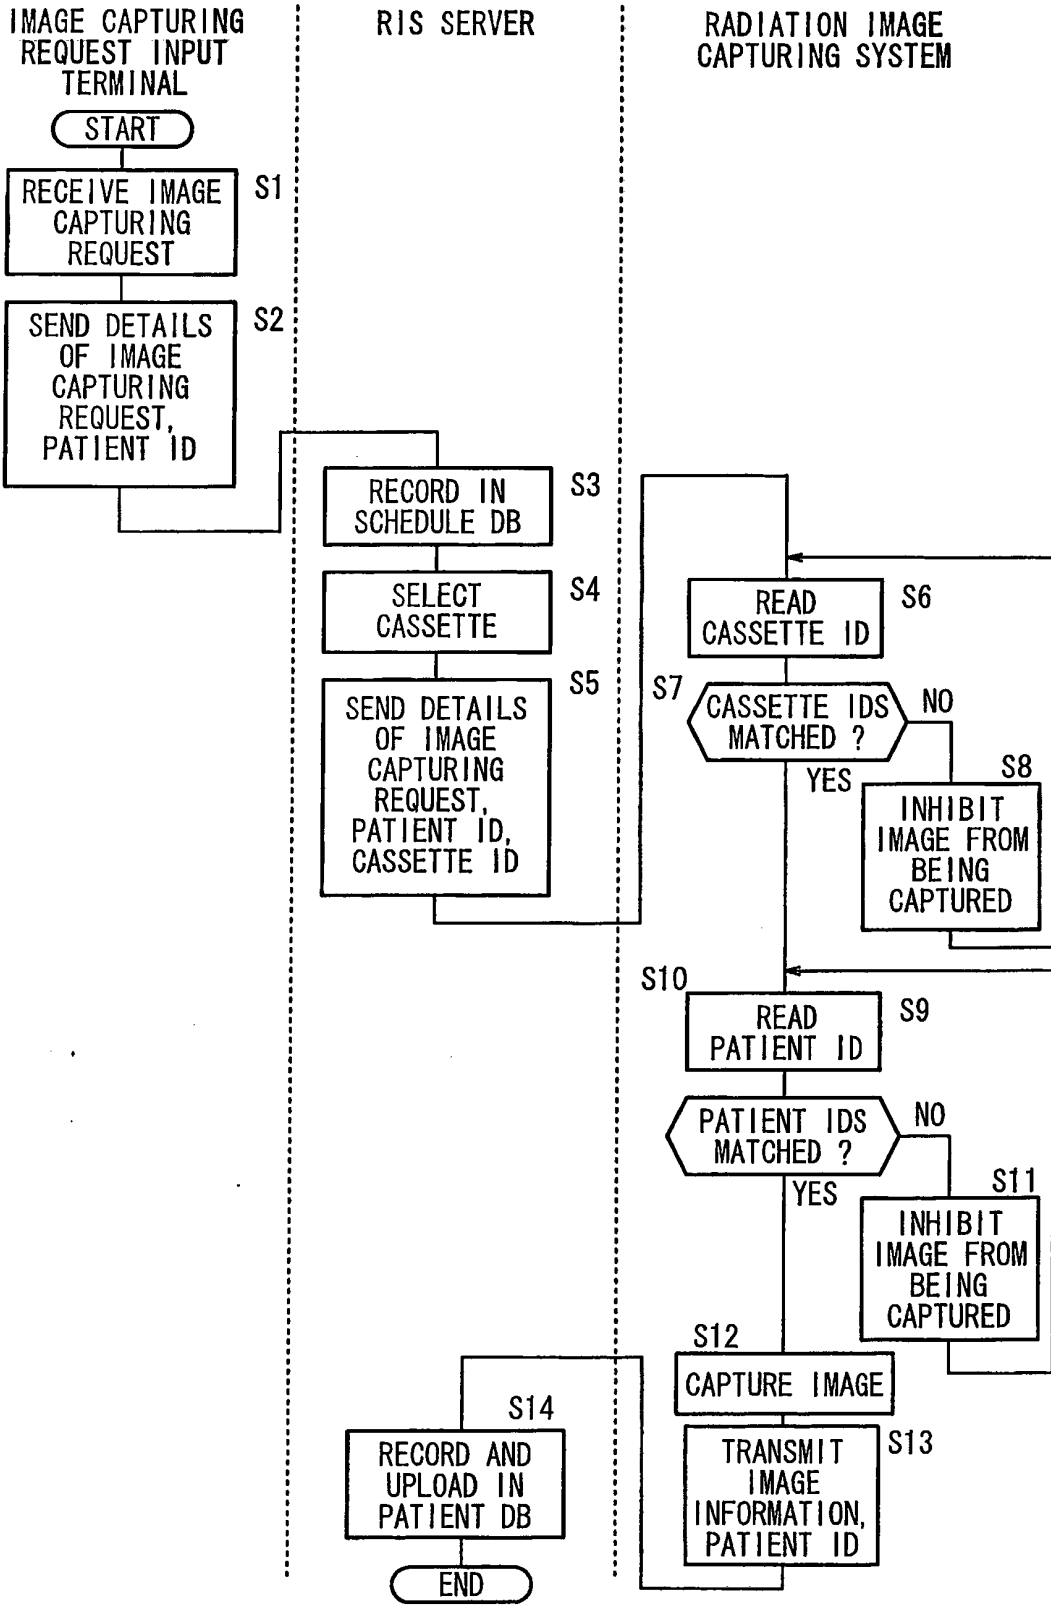 IMAGE CAPTURING
REQUEST INPUT
TERMINAL
START
RECEIVE IMAGE
CAPTURING
REQUEST
S1
SEND DETAILS
OF IMAGE
CAPTURING
REQUEST,
PATIENT ID
S2
RIS SERVER
RECORD IN
SCHEDULE DB
S3
SELECT
CASSETTE
S4
SEND DETAILS
OF IMAGE
CAPTURING
REQUEST,
PATIENT ID,
CASSETTE ID
S5
RADIATION IMAGE
CAPTURING SYSTEM
READ
CASSETTE ID
S6
S7
CASSETTE IDS
MATCHED ?
NO
YES
S8
INHIBIT
IMAGE FROM
BEING
CAPTURED
S10
READ
PATIENT ID
S9
PATIENT IDS
MATCHED ?
NO
YES
S11
INHIBIT
IMAGE FROM
BEING
CAPTURED
S12
CAPTURE IMAGE
S13
TRANSMIT
IMAGE
INFORMATION,
PATIENT ID
S14
RECORD AND
UPLOAD IN
PATIENT DB
END